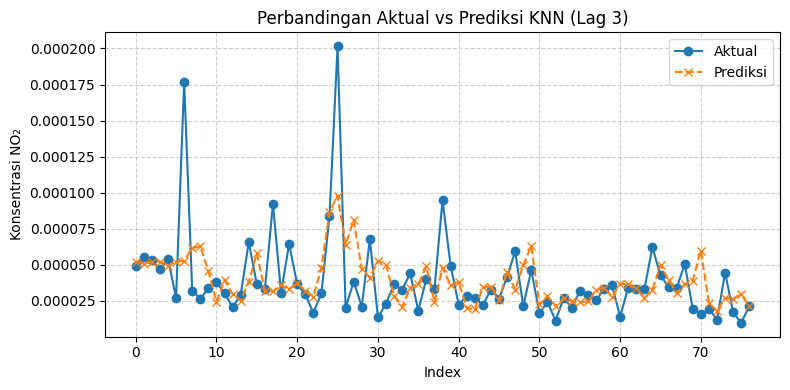 Perbandingan Aktual vs Prediksi KNN (Lag 3)
Aktual
Prediksi
Konsentrasi NO₂
0.000200
0.000175
0.000150
0.000125
0.000100
0.000075
0.000050
0.000025
0 10 20 30 40 50 60 70
Index